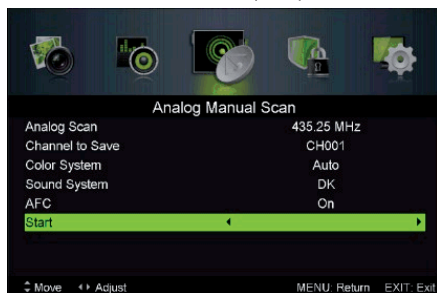 Analog Manual Scan
Analog Scan 435.25 MHz
Channel to Save CH001
Color System Auto
Sound System DK
AFC On
Start
Move Adjust MENU: Return EXIT: Exit